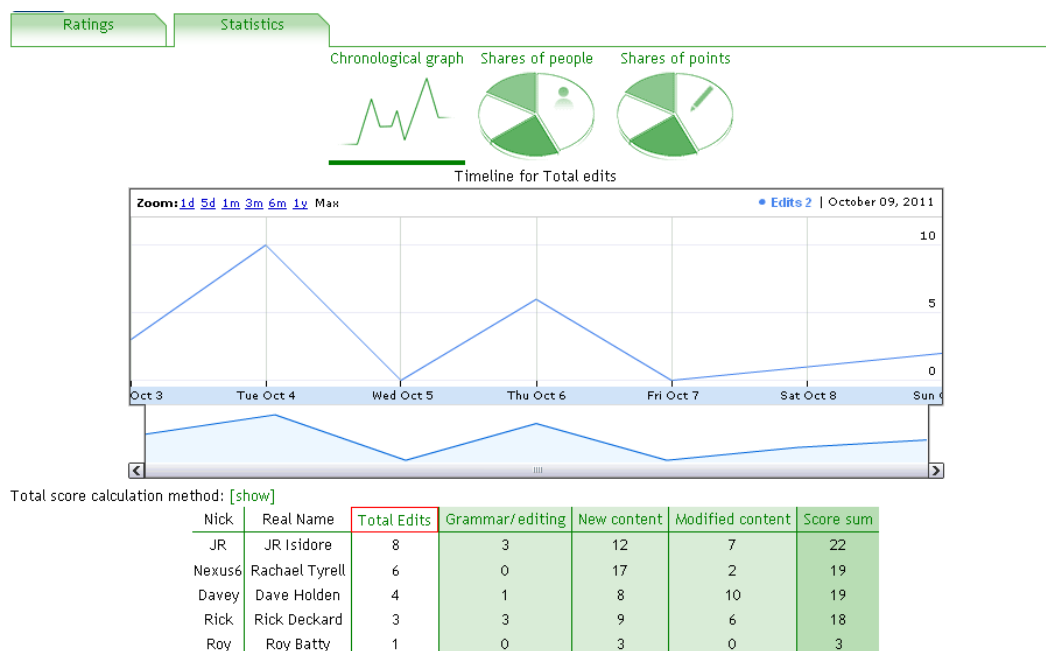 Ratings Statistics
Chronological graph Shares of people Shares of points
Timeline for Total edits
Zoom: 1d 5d 1m 3m 6m 1y Max Edits 2 | October 09, 2011
10
5
0
Oct 3 Tue Oct 4 Wed Oct 5 Thu Oct 6 Fri Oct 7 Sat Oct 8 Sun
Total score calculation method: [show]
Nick Real Name Total Edits Grammar/editing New content Modified content Score sum
JR JR Isidore 8 3 12 7 22
Nexus6 Rachael Tyrell 6 0 17 2 19
Davey Dave Holden 4 1 8 10 19
Rick Rick Deckard 3 3 9 6 18
Roy Roy Batty 1 0 3 0 3